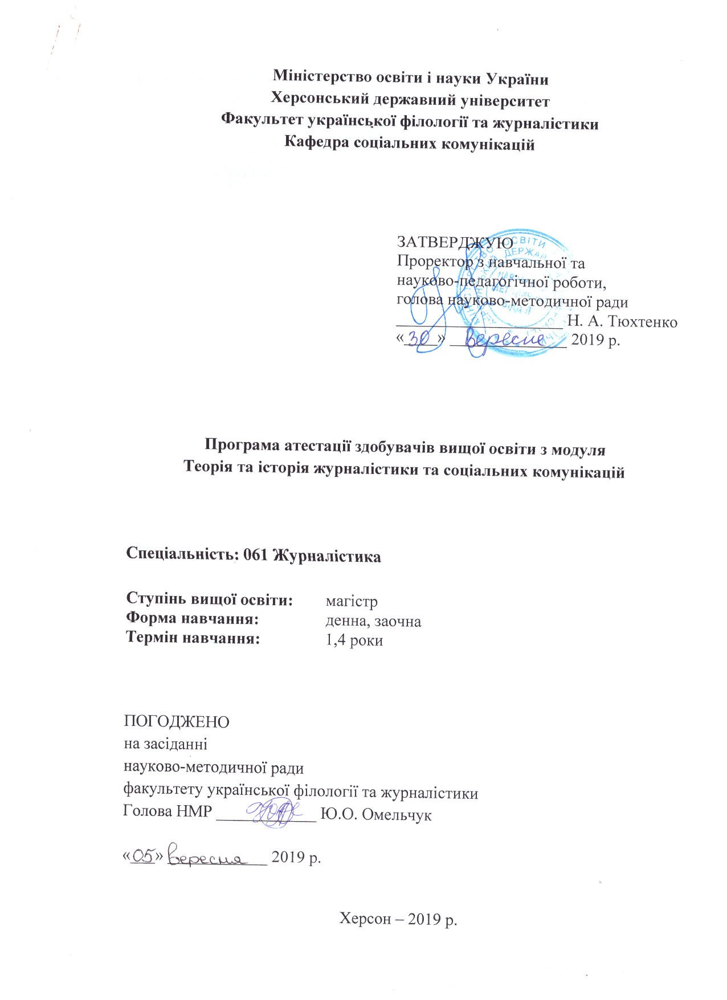 Міністерство освіти і науки України
Херсонський державний університет
Факультет української філології та журналістики
Кафедра соціальних комунікацій
ЗАТВЕРДЖУЮ
Проректор з навчальної та
науково-педагогічної роботи,
голова науково-методичної ради
____________________ Н. А. Тюхтенко
«30» вересня 2019 р.
Програма атестації здобувачів вищої освіти з модуля
Теорія та історія журналістики та соціальних комунікацій
Спеціальність: 061 Журналістика
Ступінь вищої освіти: магістр
Форма навчання: денна, заочна
Термін навчання: 1,4 роки
ПОГОДЖЕНО
на засіданні
науково-методичної ради
факультету української філології та журналістики
Голова НМР ____________ Ю.О. Омельчук
«05» вересня 2019 р.
Херсон – 2019 р.